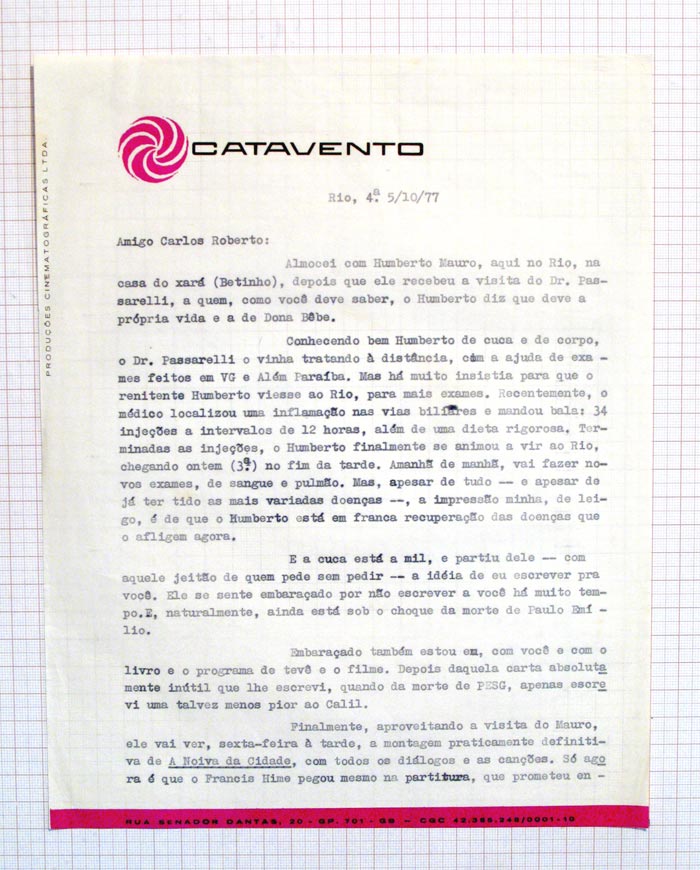 CATAVENTO
PRODUÇÕES CINEMATOGRÁFICAS LTDA.
Rio, 4ª 5/10/77
Amigo Carlos Roberto:
Almocei com Humberto Mauro, aqui no Rio, na
casa do xará (Betinho), depois que ele recebeu a visita do Dr. Pas-
sarelli, a quem, como você deve saber, o Humberto diz que deve a
própria vida e a de Dona Bêbe.
Conhecendo bem Humberto de cuca e de corpo,
o Dr. Passarelli o vinha tratando à distância, com a ajuda de exa -
mes feitos em VG e Além Paraíba. Mas há muito insistia para que o
renitente Humberto viesse ao Rio, para mais exames. Recentemente, o
médico localizou uma inflamação nas vias biliares e mandou bala: 34
injeções a intervalos de 12 horas, além de uma dieta rigorosa. Ter-
minadas as injeções, o Humberto finalmente se animou a vir ao Rio,
chegando ontem (3ª) no fim da tarde. Amanhã de manhã, vai fazer no-
vos exames, de sangue e pulmão. Mas, apesar de tudo -- e apesar de
já ter tido as mais variadas doenças --, a impressão minha, de lei-
go, é de que o Humberto está em franca recuperação das doenças que
o afligem agora.
E a cuca está a mil, e partiu dele -- com
aquele jeitão de quem pede sem pedir -- a idéia de eu escrever pra
você. Ele se sente embaraçado por não escrever a você há muito tem-
po.E, naturalmente, ainda está sob o choque da morte de Paulo Emí -
lio.
Embaraçado também estou eu, com você e com o
livro e o programa de tevê e o filme. Depois daquela carta absoluta
mente inútil que lhe escrevi, quando da morte de PESG, apenas escre
vi uma talvez menos pior ao Calil.
Finalmente, aproveitando a visita do Mauro,
ele vai ver, sexta-feira à tarde, a montagem praticamente definiti-
va de A Noiva da Cidade, com todos os diálogos e as canções. Só ago
ra é que o Francis Hime pegou mesmo na partitura, que prometeu en -
RUA SENADOR DANTAS, 20 - GP. 701 - GB - CGC 42.385.246/0001-10